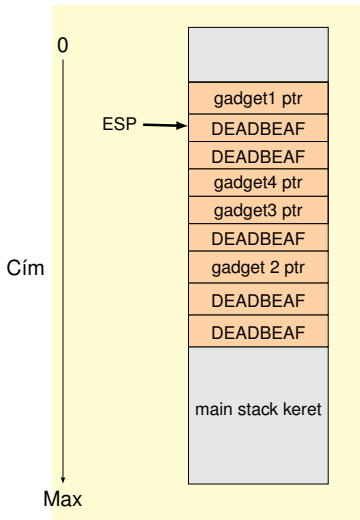 0
gadget1 ptr
ESP
DEADBEAF
DEADBEAF
gadget4 ptr
gadget3 ptr
DEADBEAF
Cím
gadget 2 ptr
DEADBEAF
DEADBEAF
main stack keret
Max